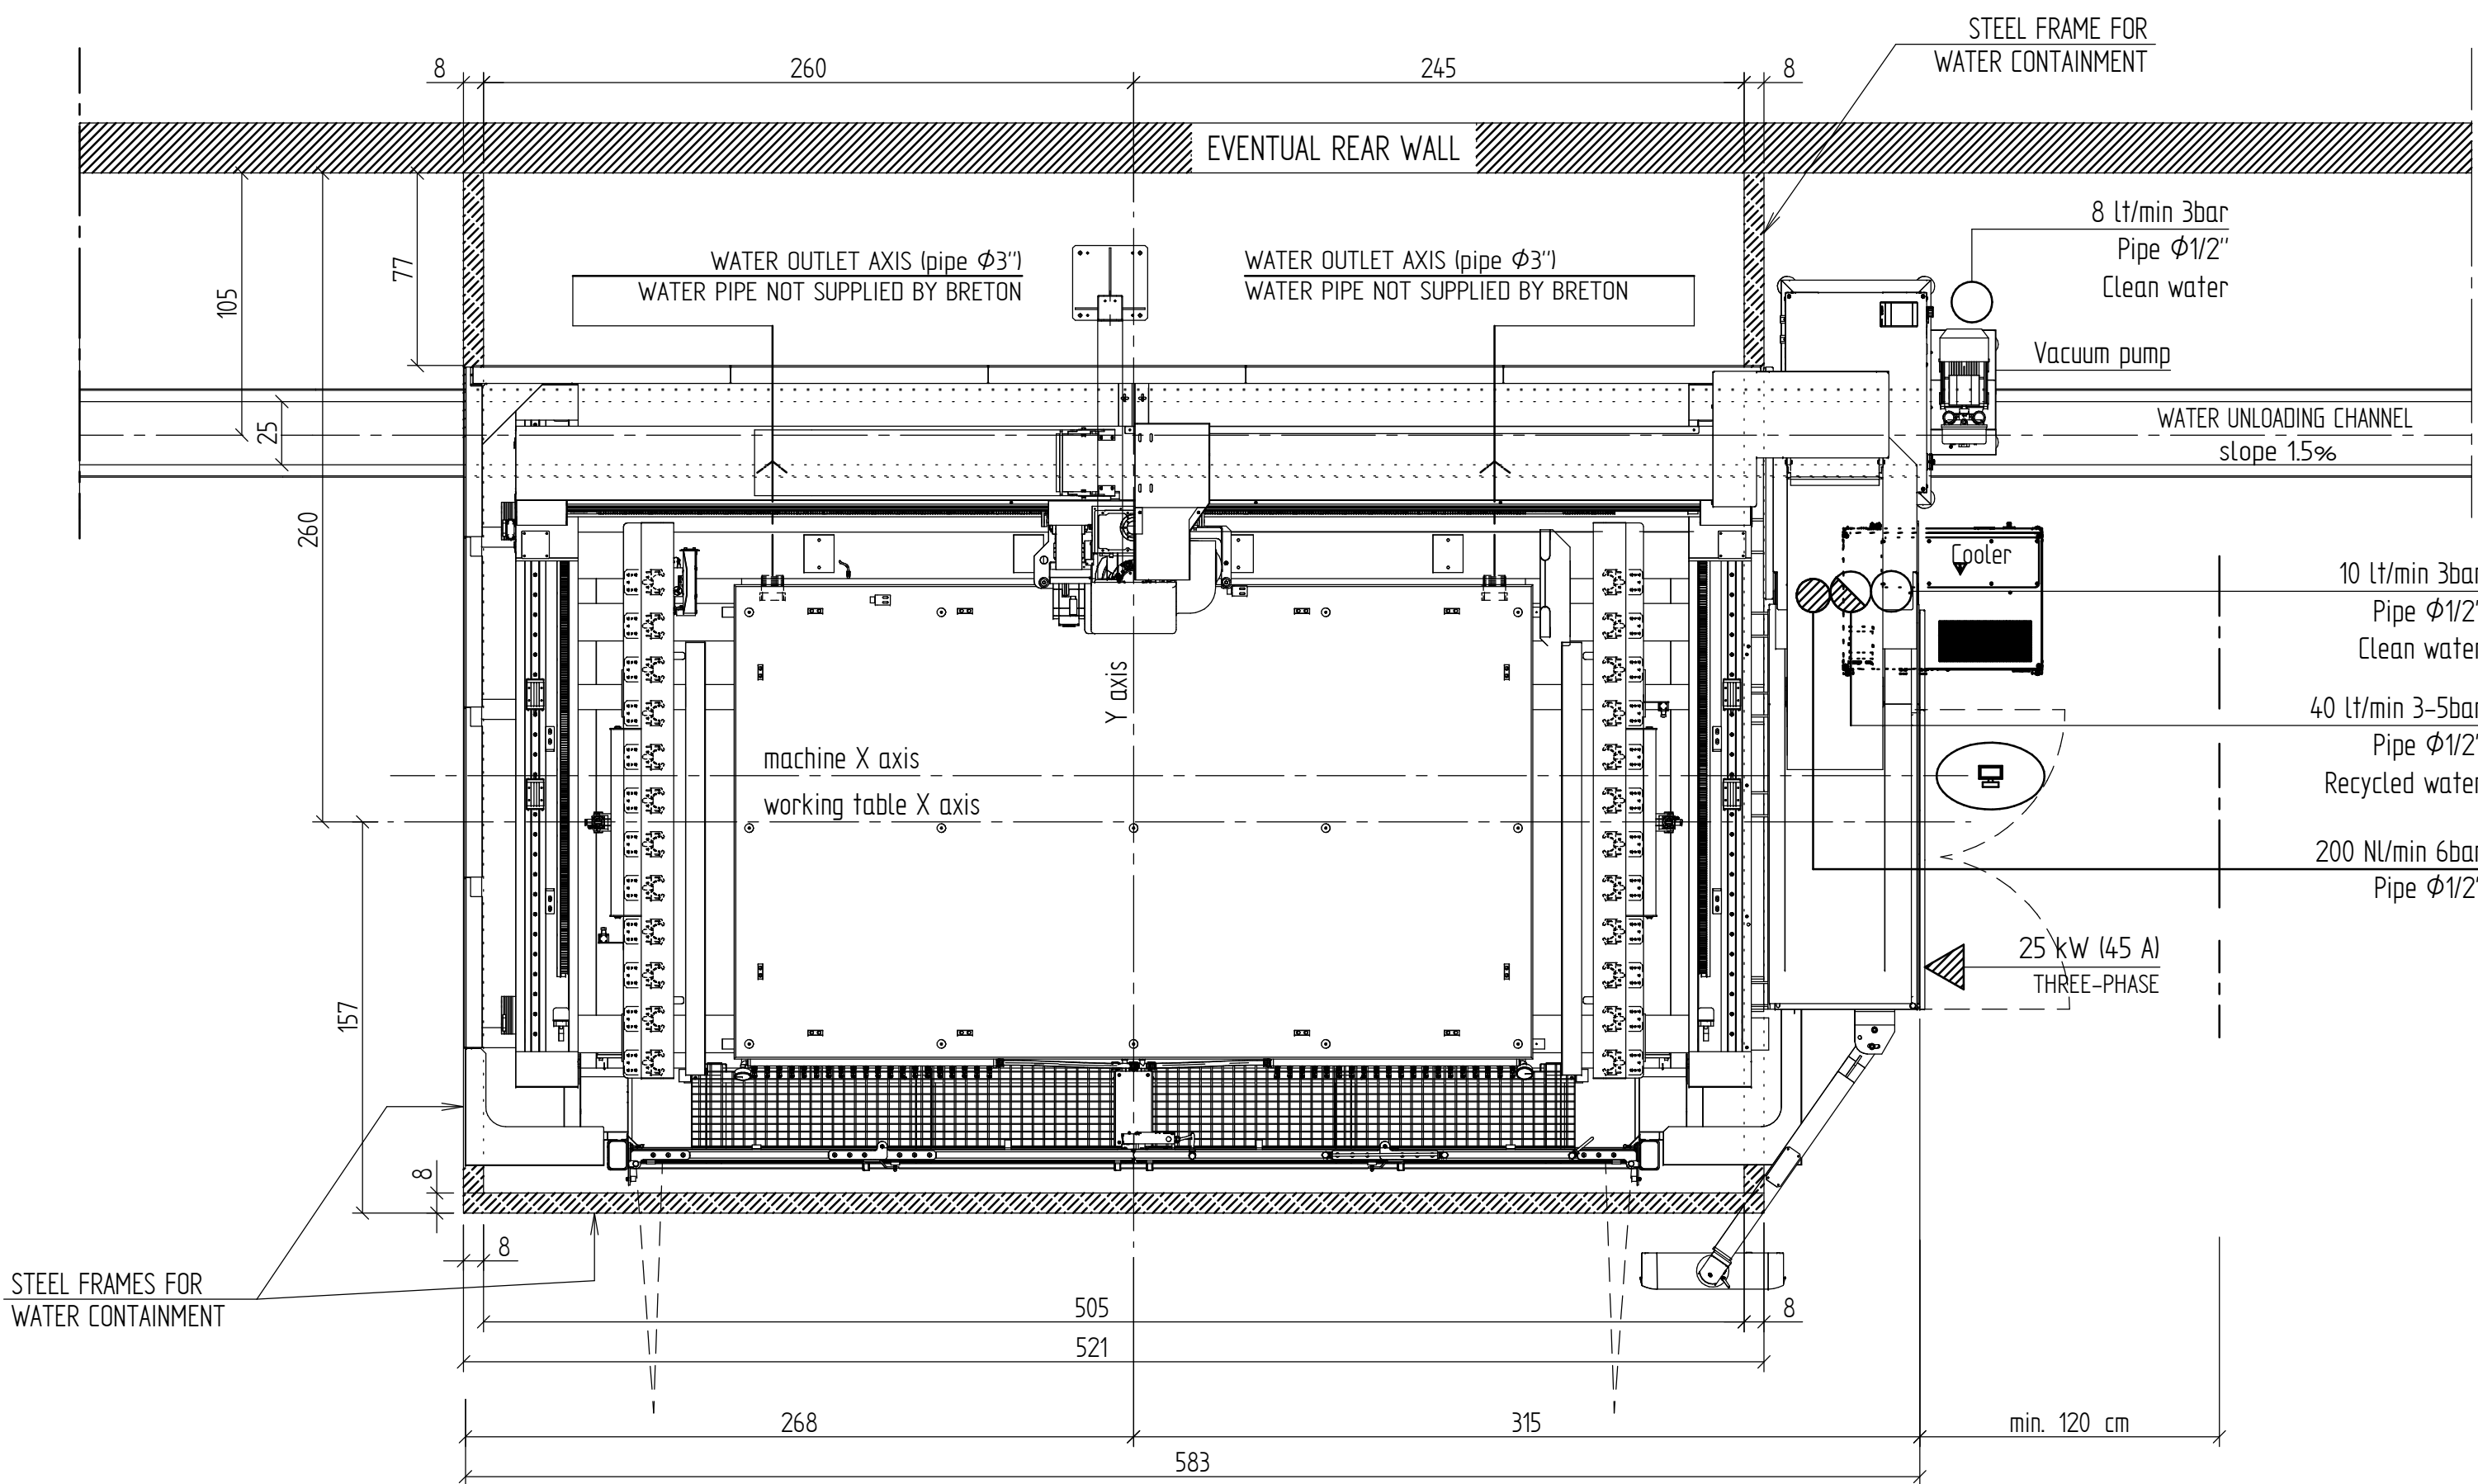 STEEL FRAME FOR
WATER CONTAINMENT
8
260
245
8
EVENTUAL REAR WALL
8 lt/min 3bar
Pipe Φ1/2"
Clean water
WATER OUTLET AXIS (pipe Φ3")
WATER PIPE NOT SUPPLIED BY BRETON
WATER OUTLET AXIS (pipe Φ3")
WATER PIPE NOT SUPPLIED BY BRETON
77
105
Vacuum pump
25
WATER UNLOADING CHANNEL
slope 1.5%
260
Cooler
10 lt/min 3bar
Pipe Φ1/2"
Clean water
Y axis
40 lt/min 3-5bar
Pipe Φ1/2"
Recycled water
machine X axis
working table X axis
200 Nl/min 6bar
Pipe Φ1/2"
25 kW (45 A)
THREE-PHASE
157
8
8
STEEL FRAMES FOR
WATER CONTAINMENT
505
8
521
268
315
min. 120 cm
583